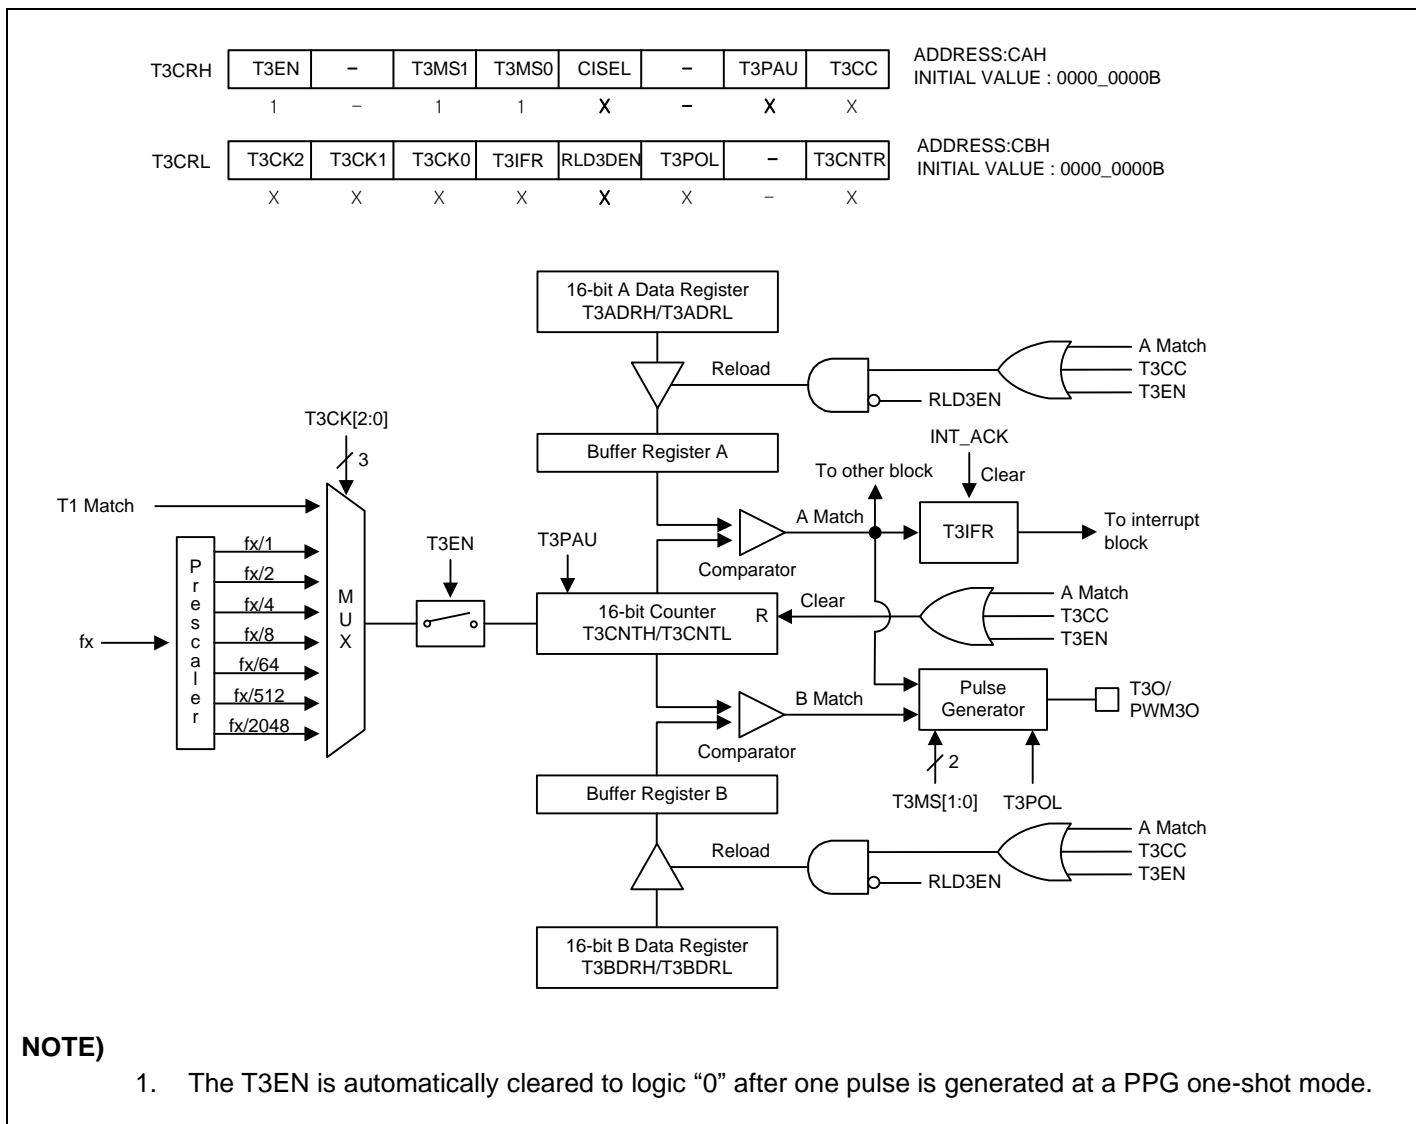 T3CRH T3EN – T3MS1 T3MS0 CISEL – T3PAU T3CC
ADDRESS:CAH
INITIAL VALUE : 0000_0000B
1 – 1 1 X – X X
T3CRL T3CK2 T3CK1 T3CK0 T3IFR RLD3DEN T3POL – T3CNTR
ADDRESS:CBH
INITIAL VALUE : 0000_0000B
X X X X X X – X
16-bit A Data Register
T3ADRH/T3ADRL
Reload
A Match
T3CC
T3EN
RLD3EN
T3CK[2:0]
3
Buffer Register A
INT_ACK
Clear
To other block
T1 Match
A Match
T3IFR
To interrupt
block
Comparator
fx
Prescaler
fx/1
fx/2
fx/4
fx/8
fx/64
fx/512
fx/2048
MUX
T3EN
T3PAU
16-bit Counter
T3CNTH/T3CNTL
R
Clear
A Match
T3CC
T3EN
B Match
Comparator
Pulse
Generator
T3O/
PWM3O
2
T3MS[1:0]
T3POL
Buffer Register B
Reload
A Match
T3CC
T3EN
RLD3EN
16-bit B Data Register
T3BDRH/T3BDRL
NOTE)
1. The T3EN is automatically cleared to logic “0” after one pulse is generated at a PPG one-shot mode.